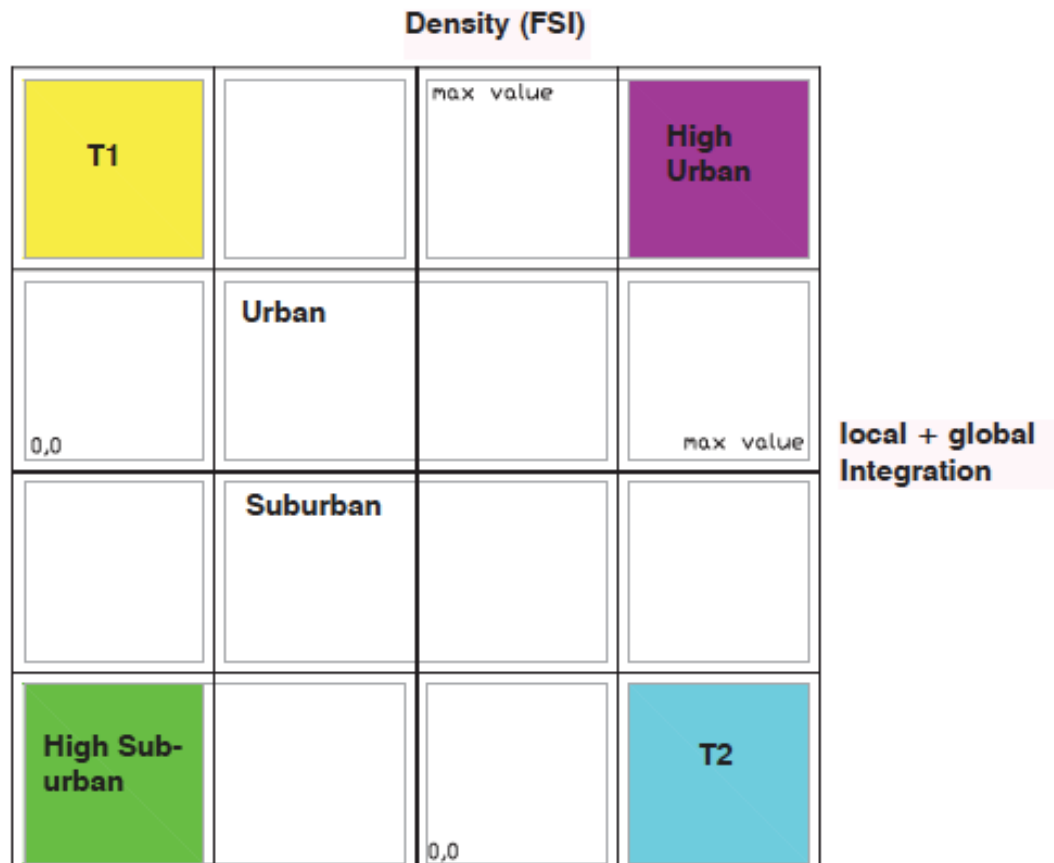 Density (FSI)
max value
T1
High
Urban
Urban
0,0
max value
local + global
Integration
Suburban
High Sub-
urban
T2
0,0